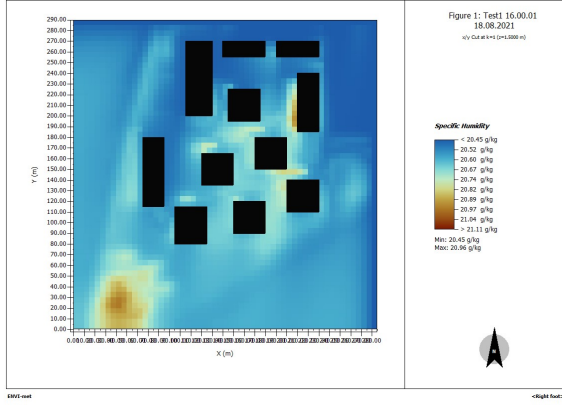 Figure 1: Test1 16.00.01
18.08.2021
x/y Cut at k=1 (z=1.5000 m)
290.00
280.00
270.00
260.00
250.00
240.00
230.00
220.00
210.00
200.00
190.00
180.00
170.00
160.00
150.00
140.00
130.00
120.00
110.00
100.00
90.00
80.00
70.00
60.00
50.00
40.00
30.00
20.00
10.00
0.00
Y (m)
X (m)
Specific Humidity
< 20.45 g/kg
20.52 g/kg
20.60 g/kg
20.67 g/kg
20.74 g/kg
20.82 g/kg
20.89 g/kg
20.97 g/kg
21.04 g/kg
> 21.11 g/kg
Min: 20.45 g/kg
Max: 20.96 g/kg
N
ENVI-met
<Right foot: